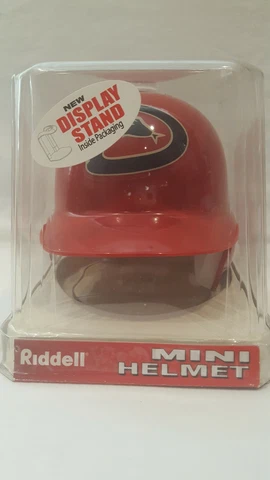 NEW
DISPLAY
STAND
Inside Packaging
Riddell
MINI
HELMET